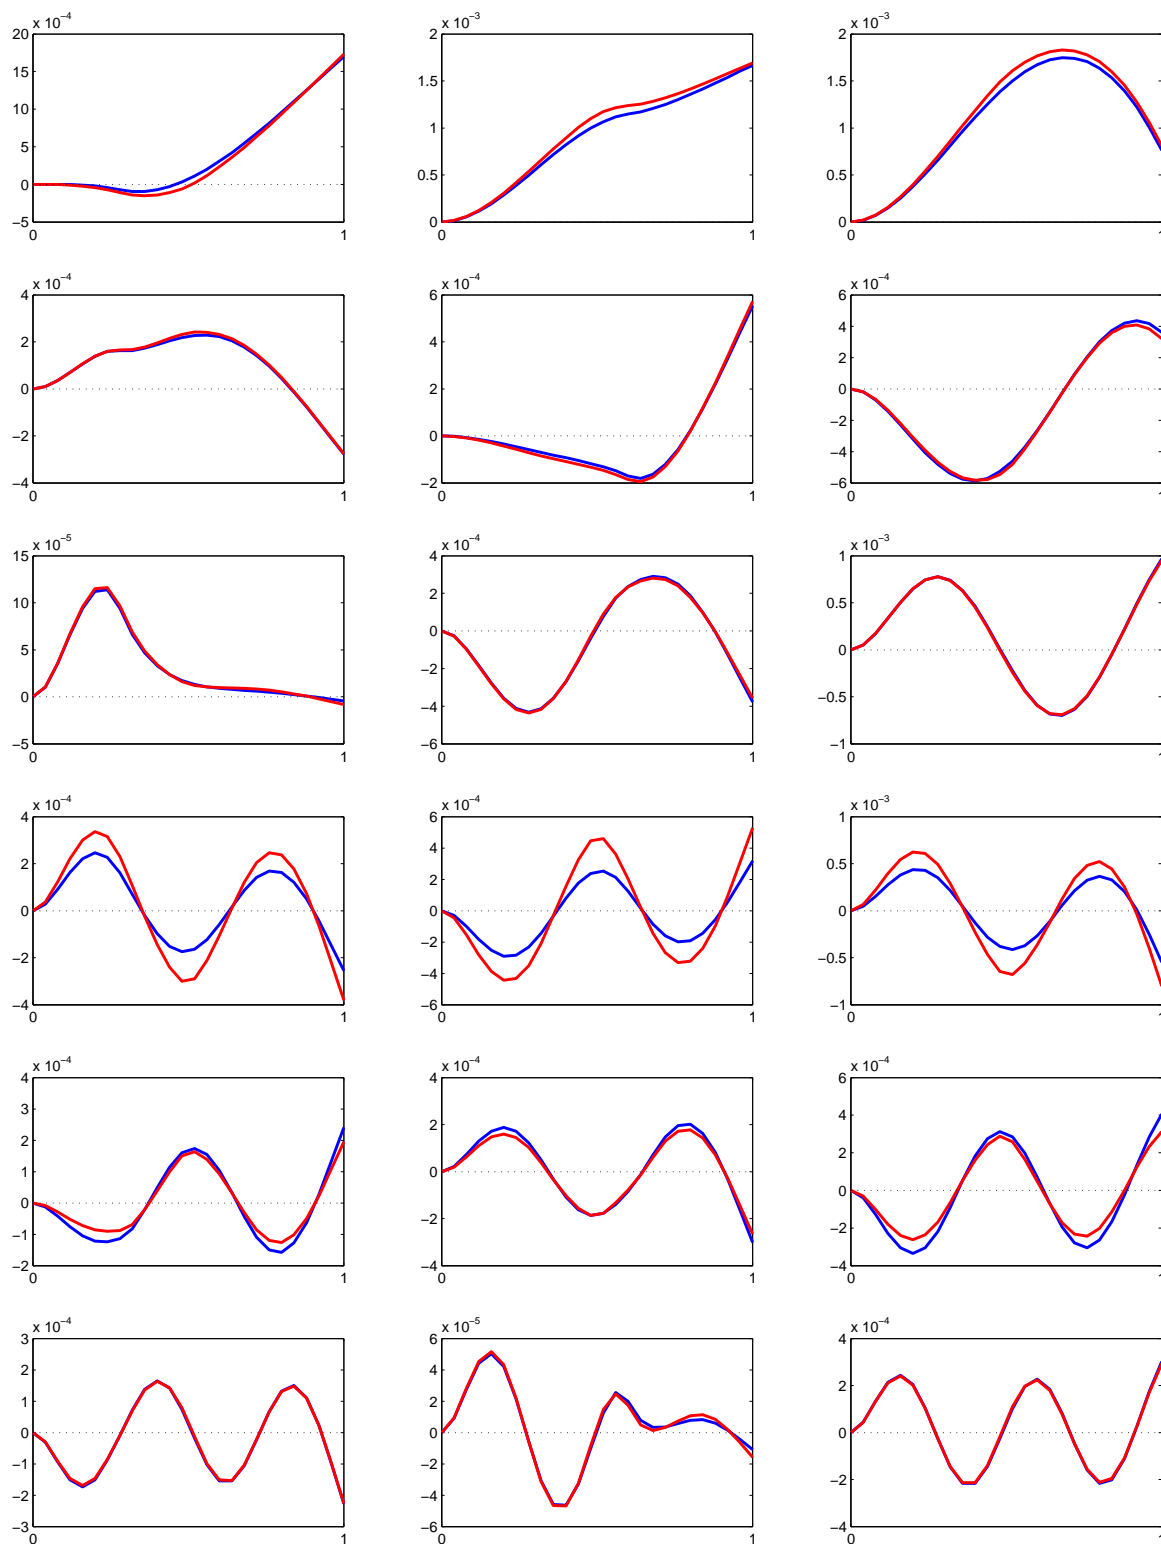 x 10⁻⁴ x 10⁻³ x 10⁻³
20 2 2
15 1.5 1.5
10
5 1 1
0 0.5 0.5
−5 0 0
0 1 0 1 0 1
x 10⁻⁴ x 10⁻⁴ x 10⁻⁴
4 6 6
2 4 4
2
0 2 0
−2 0 −2
−4
−4 −2 −6
0 1 0 1 0 1
x 10⁻⁵ x 10⁻⁴ x 10⁻³
15 4 1
10 2 0.5
0
5 0
−2
0 −4 −0.5
−5 −6 −1
0 1 0 1 0 1
x 10⁻⁴ x 10⁻⁴ x 10⁻³
4 6 1
4
2 2 0.5
0 0 0
−2 −2 −0.5
−4
−4 −6 −1
0 1 0 1 0 1
x 10⁻⁴ x 10⁻⁴ x 10⁻⁴
4 4 6
3 4
2 2
1 0 2
0 0
−1 −2 −2
−2 −4 −4
0 1 0 1 0 1
x 10⁻⁴ x 10⁻⁵ x 10⁻⁴
3 6 4
2 4 2
1 2
0 0 0
−1 −2
−2 −4 −2
−3 −6 −4
0 1 0 1 0 1